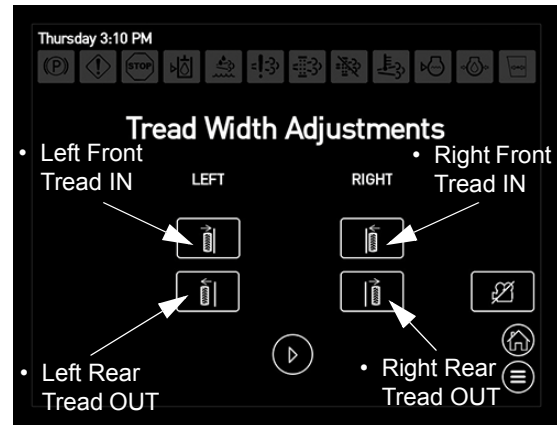 Thursday 3:10 PM
(P) STOP
Tread Width Adjustments
• Left Front
Tread IN
LEFT
RIGHT
• Right Front
Tread IN
• Left Rear
Tread OUT
• Right Rear
Tread OUT